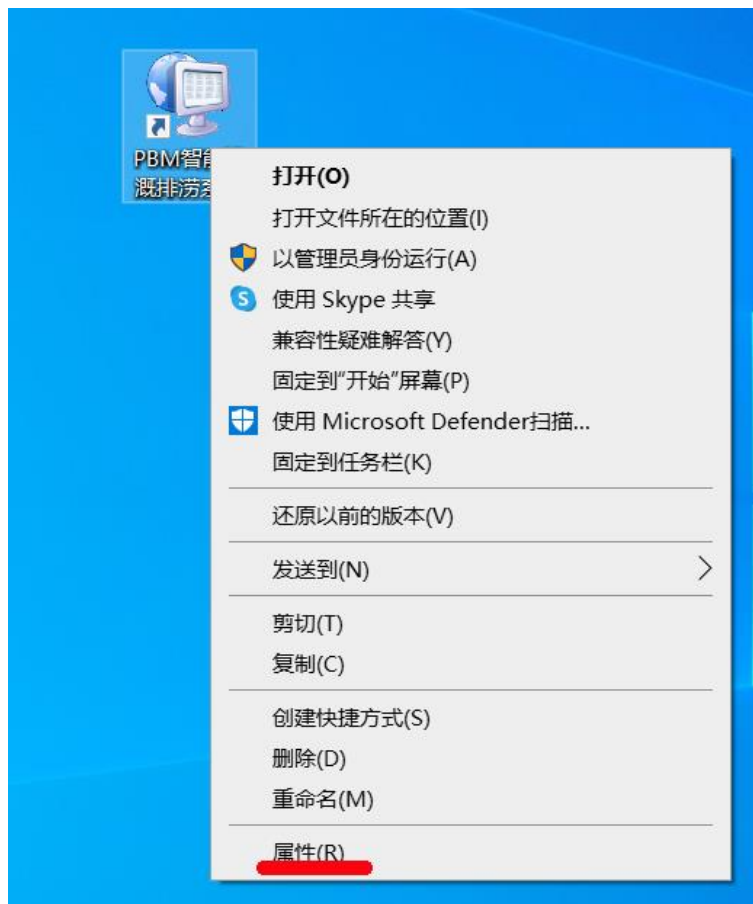 PBM智能
溉排涝
打开(O)
打开文件所在的位置(I)
以管理员身份运行(A)
使用 Skype 共享
兼容性疑难解答(Y)
固定到"开始"屏幕(P)
使用 Microsoft Defender扫描...
固定到任务栏(K)
还原以前的版本(V)
发送到(N)
剪切(T)
复制(C)
创建快捷方式(S)
删除(D)
重命名(M)
属性(R)